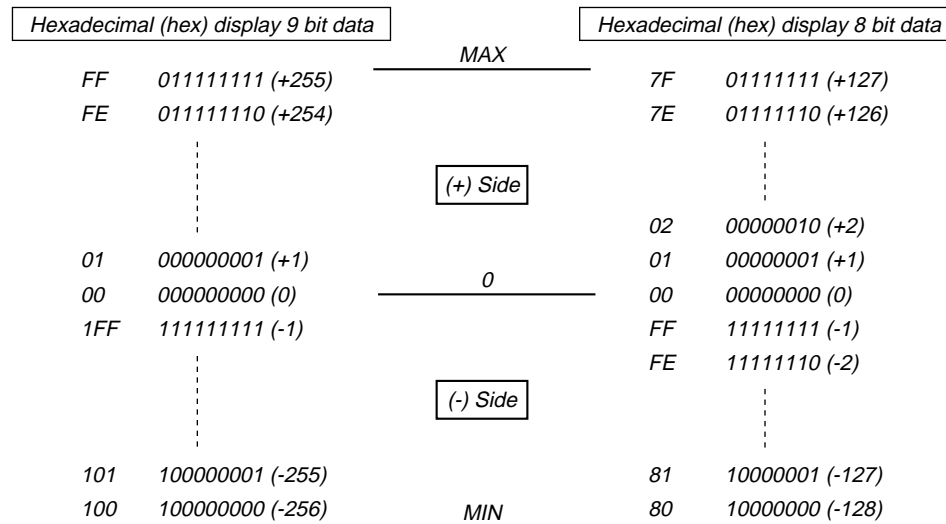 Hexadecimal (hex) display 9 bit data
Hexadecimal (hex) display 8 bit data
MAX
FF 011111111 (+255)
7F 01111111 (+127)
FE 011111110 (+254)
7E 01111110 (+126)
(+) Side
02 00000010 (+2)
01 000000001 (+1)
01 00000001 (+1)
0
00 000000000 (0)
00 00000000 (0)
1FF 111111111 (-1)
FF 11111111 (-1)
FE 11111110 (-2)
(-) Side
101 100000001 (-255)
81 10000001 (-127)
100 100000000 (-256)
MIN
80 10000000 (-128)